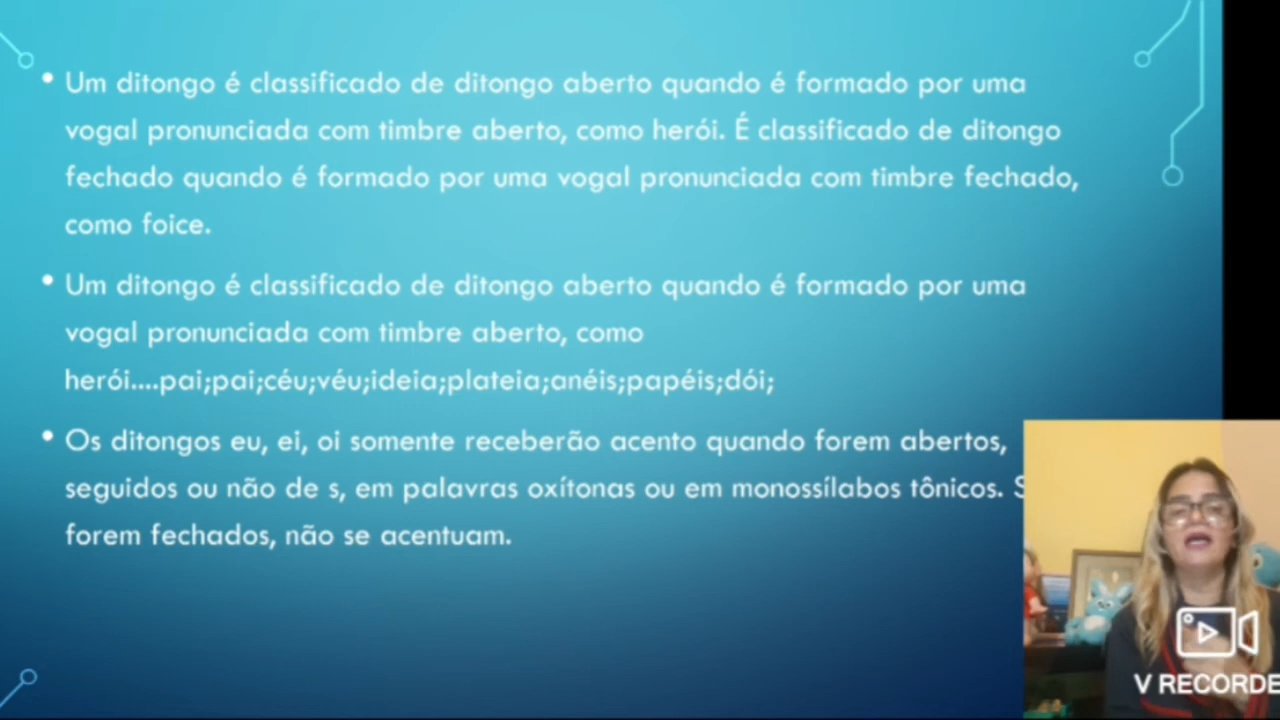 • Um ditongo é classificado de ditongo aberto quando é formado por uma
vogal pronunciada com timbre aberto, como herói. É classificado de ditongo
fechado quando é formado por uma vogal pronunciada com timbre fechado,
como foice.
• Um ditongo é classificado de ditongo aberto quando é formado por uma
vogal pronunciada com timbre aberto, como
herói....pai;pai;céu;véu;ideia;plateia;anéis;papéis;dói;
• Os ditongos eu, ei, oi somente receberão acento quando forem abertos,
seguidos ou não de s, em palavras oxítonas ou em monossílabos tônicos. S
forem fechados, não se acentuam.
V RECORDE